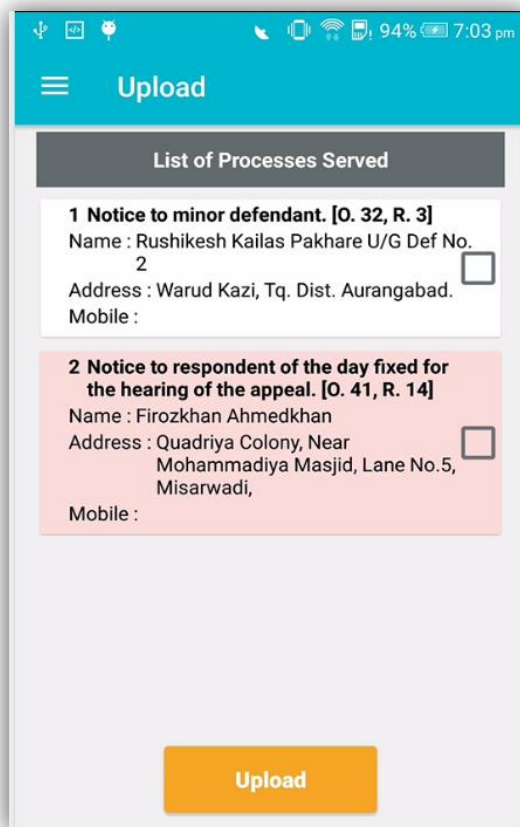 94% 7:03 pm
Upload
List of Processes Served
1 Notice to minor defendant. [O. 32, R. 3]
Name : Rushikesh Kailas Pakhare U/G Def No.
2
Address : Warud Kazi, Tq. Dist. Aurangabad.
Mobile :
2 Notice to respondent of the day fixed for
the hearing of the appeal. [O. 41, R. 14]
Name : Firozkhan Ahmedkhan
Address : Quadriya Colony, Near
Mohammadiya Masjid, Lane No.5,
Misarwadi,
Mobile :
Upload